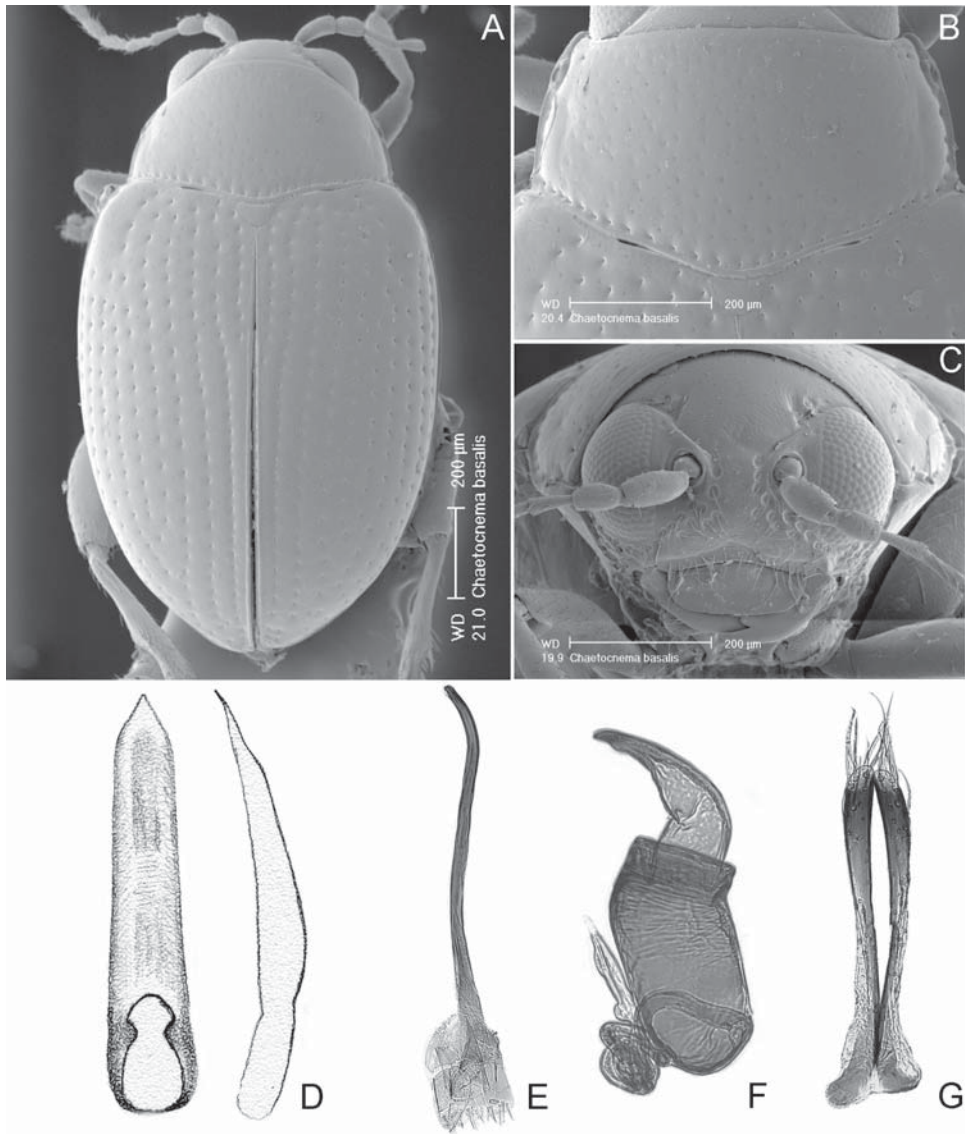 A
WD 200 µm
21.0 Chaetocnema basalis
B
WD 200 µm
20.4 Chaetocnema basalis
C
WD 200 µm
19.9 Chaetocnema basalis
D
E
F
G